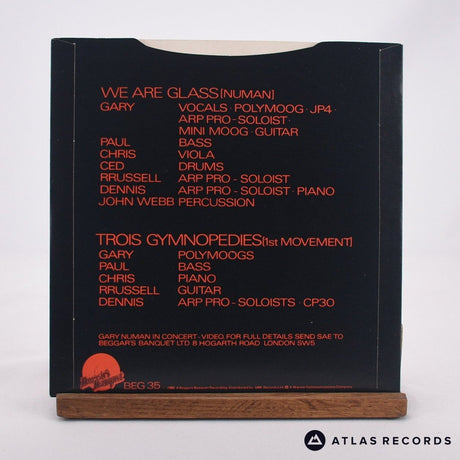 WE ARE GLASS [NUMAN]
GARY VOCALS · POLYMOOG · JP4 ·
ARP PRO - SOLOIST ·
MINI MOOG · GUITAR
PAUL BASS
CHRIS VIOLA
CED DRUMS
RRUSSELL ARP PRO - SOLOIST
DENNIS ARP PRO - SOLOIST · PIANO
JOHN WEBB PERCUSSION
TROIS GYMNOPEDIES [1st MOVEMENT]
GARY POLYMOOGS
PAUL BASS
CHRIS PIANO
RRUSSELL GUITAR
DENNIS ARP PRO - SOLOISTS · CP30
GARY NUMAN IN CONCERT - VIDEO. FOR FULL DETAILS SEND SAE TO
BEGGAR'S BANQUET LTD 8 HOGARTH ROAD LONDON SW5
BEG 35
ATLAS RECORDS